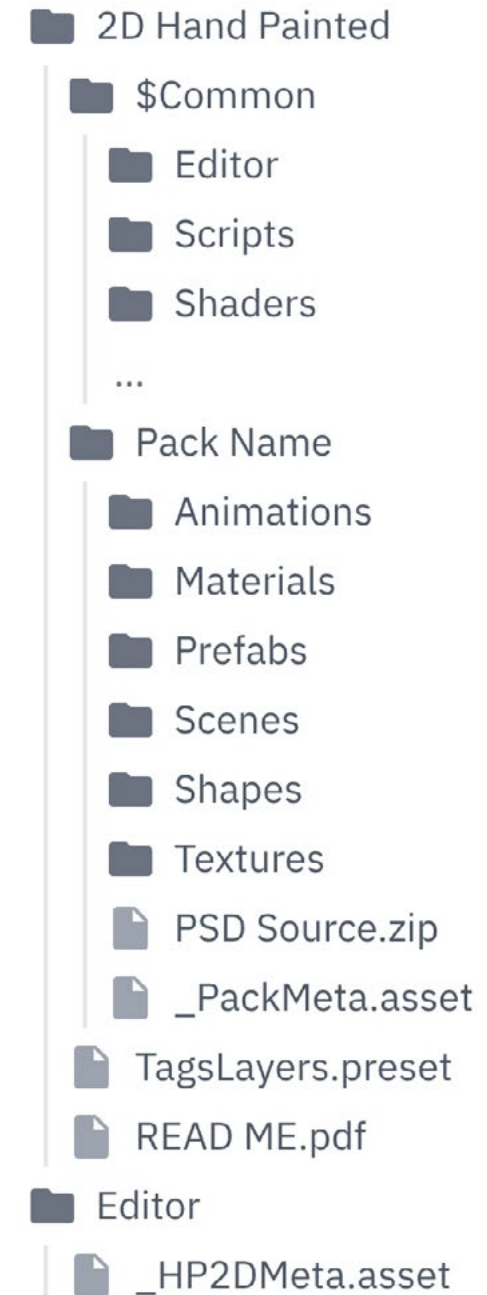 2D Hand Painted
$Common
Editor
Scripts
Shaders
...
Pack Name
Animations
Materials
Prefabs
Scenes
Shapes
Textures
PSD Source.zip
_PackMeta.asset
TagsLayers.preset
READ ME.pdf
Editor
_HP2DMeta.asset